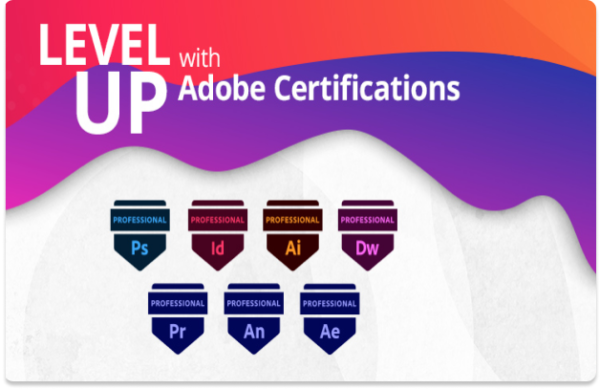 LEVEL with
UP Adobe Certifications
PROFESSIONAL PROFESSIONAL PROFESSIONAL PROFESSIONAL
Ps Id Ai Dw
PROFESSIONAL PROFESSIONAL PROFESSIONAL
Pr An Ae